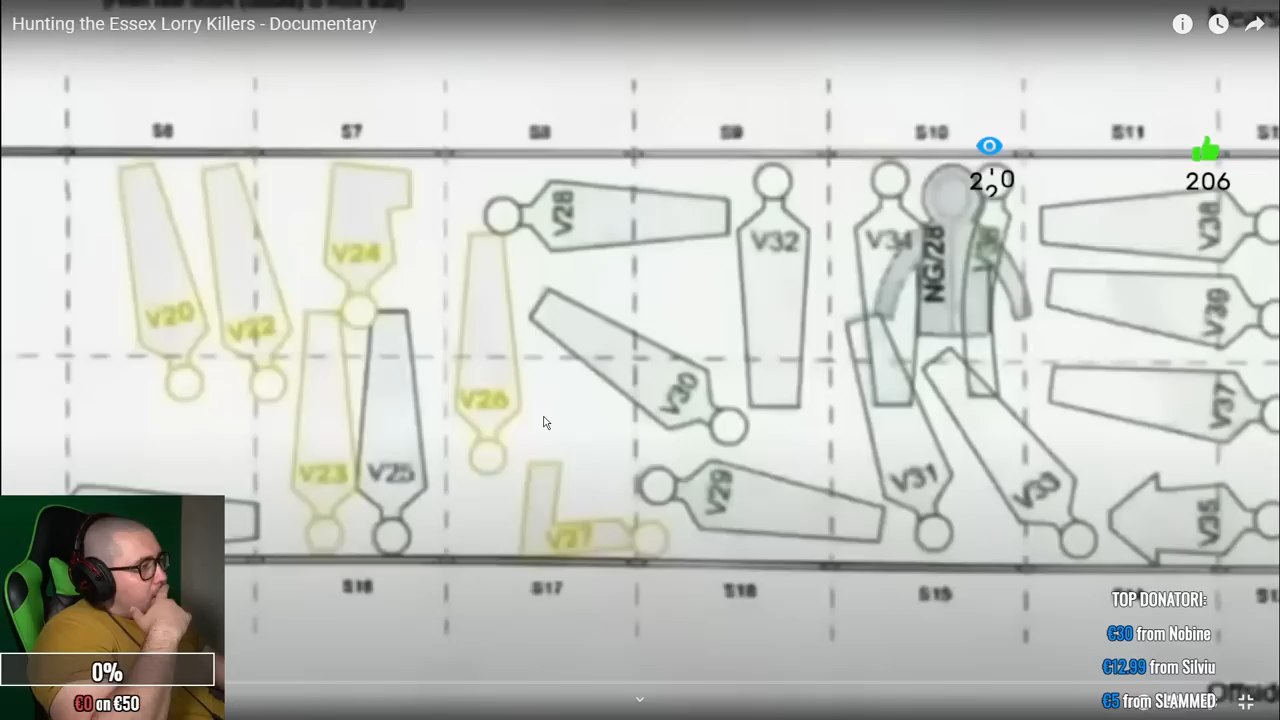 Hunting the Essex Lorry Killers - Documentary
S6 S7 S8 S9 S10 S11
206
V20
V22
V24
V28
V32
V34
NG/28
V38
V39
V23
V25
V26
V30
V37
V27
V29
V31
V33
V35
S16 S17 S18 S19
TOP DONATORI:
€30 from Nobine
€12.99 from Silviu
€5 from SLAMMED
0%
€0 on €50